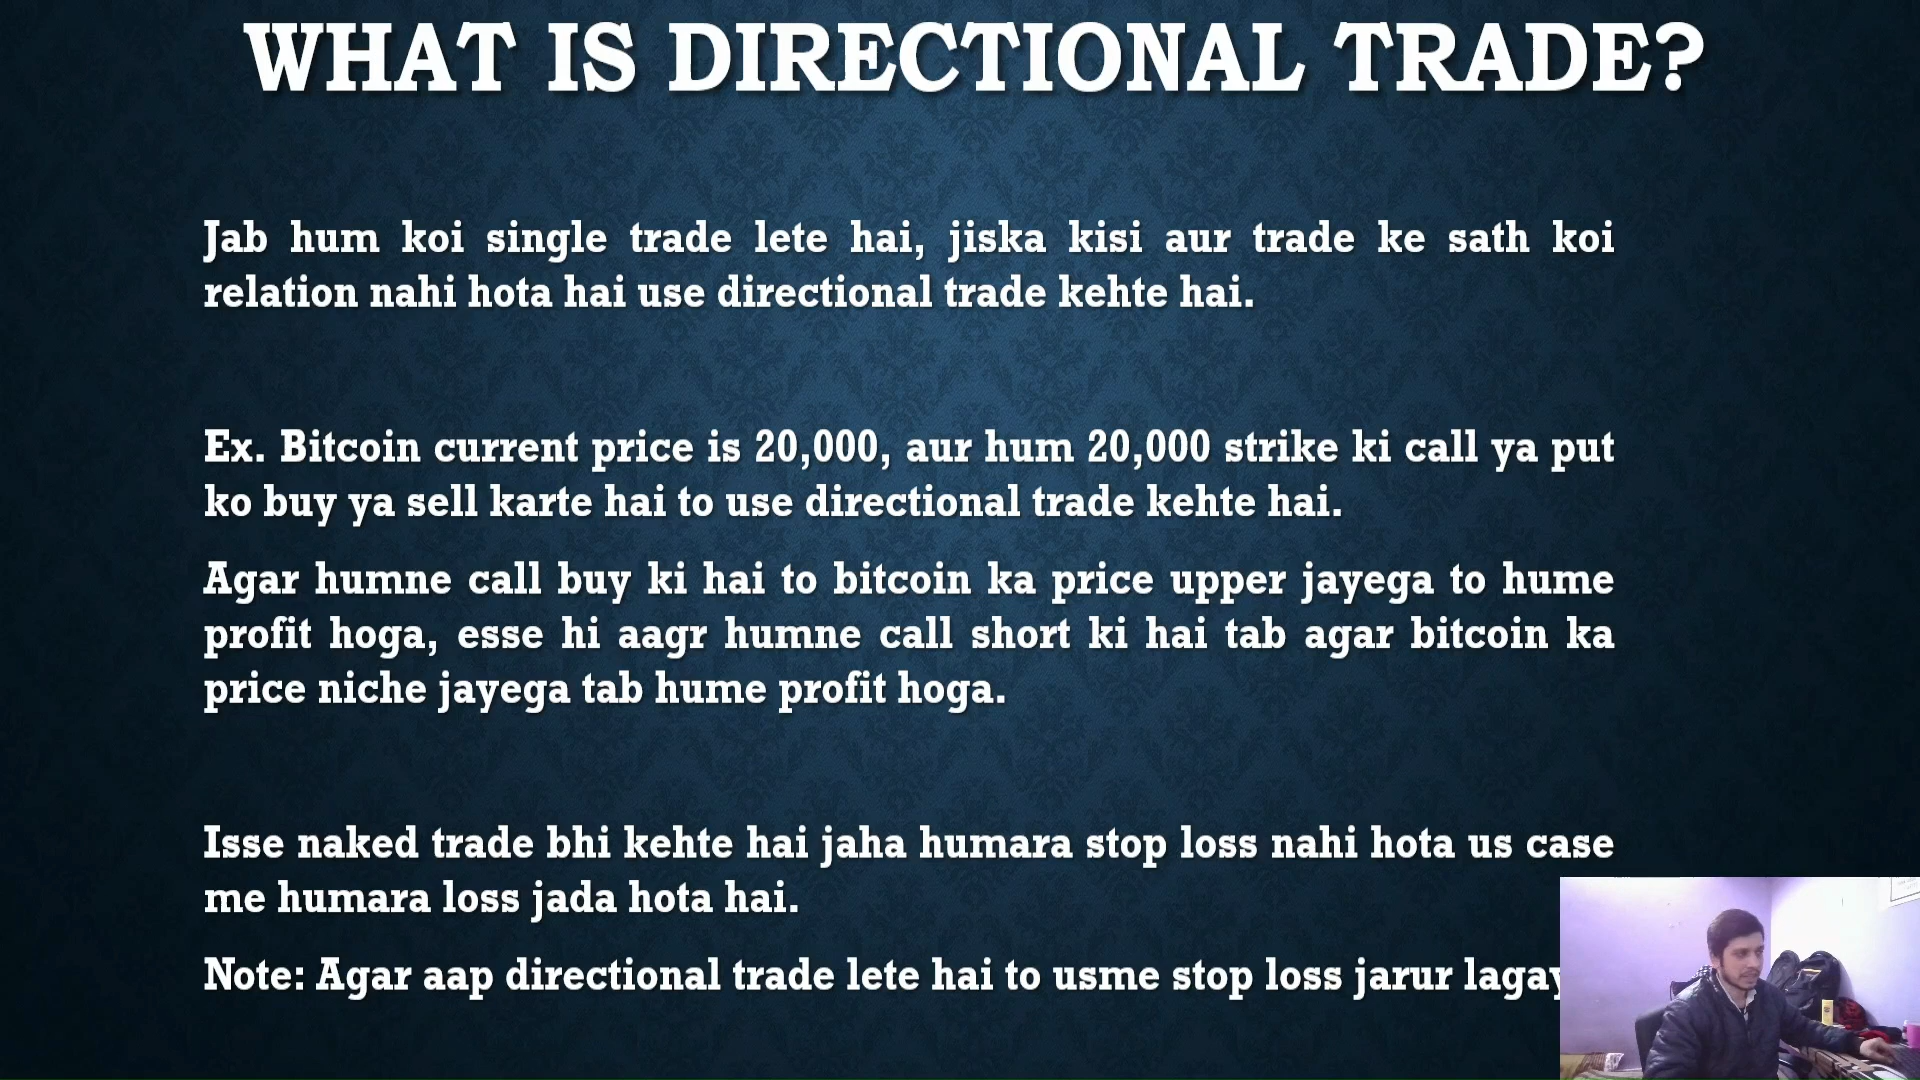 WHAT IS DIRECTIONAL TRADE?
Jab hum koi single trade lete hai, jiska kisi aur trade ke sath koi
relation nahi hota hai use directional trade kehte hai.
Ex. Bitcoin current price is 20,000, aur hum 20,000 strike ki call ya put
ko buy ya sell karte hai to use directional trade kehte hai.
Agar humne call buy ki hai to bitcoin ka price upper jayega to hume
profit hoga, esse hi aagr humne call short ki hai tab agar bitcoin ka
price niche jayega tab hume profit hoga.
Isse naked trade bhi kehte hai jaha humara stop loss nahi hota us case
me humara loss jada hota hai.
Note: Agar aap directional trade lete hai to usme stop loss jarur